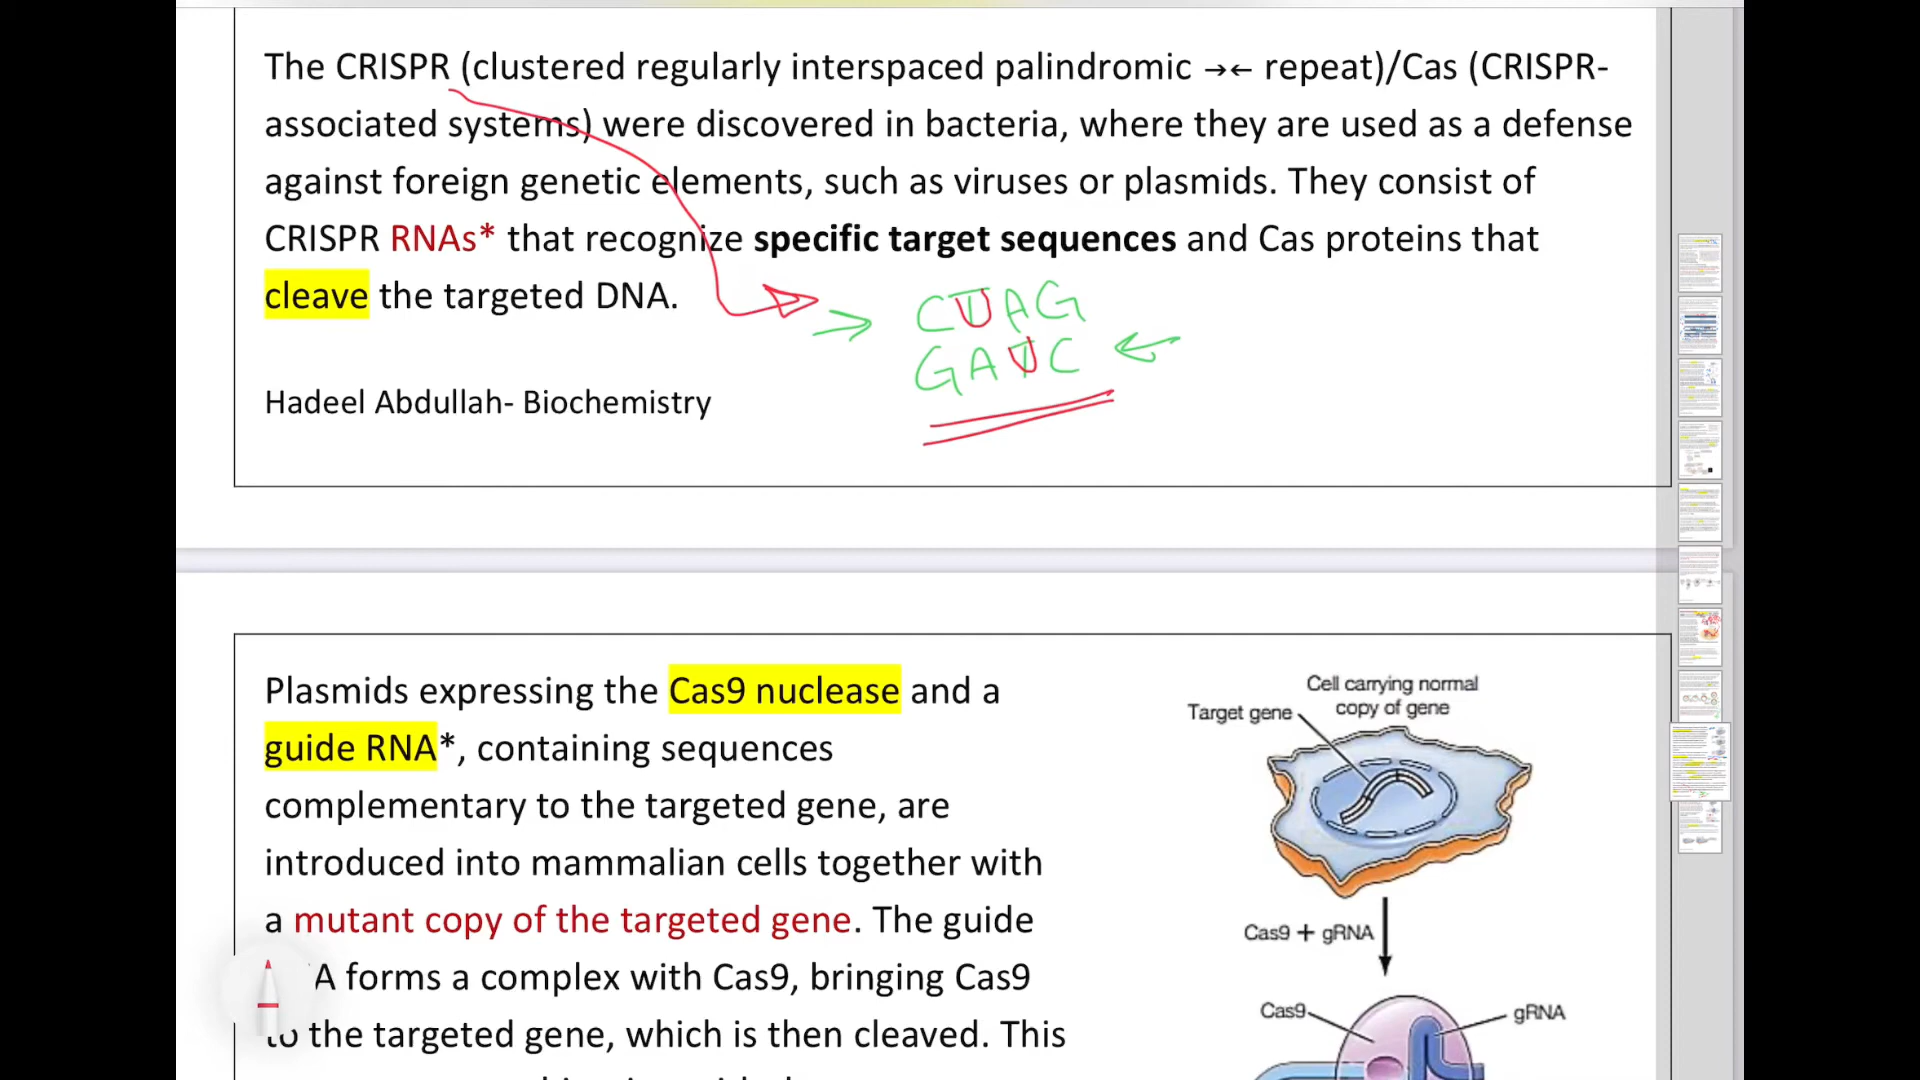 The CRISPR (clustered regularly interspaced palindromic →← repeat)/Cas (CRISPR-
associated systems) were discovered in bacteria, where they are used as a defense
against foreign genetic elements, such as viruses or plasmids. They consist of
CRISPR RNAs* that recognize specific target sequences and Cas proteins that
cleave the targeted DNA.
CUAG
GAUC
Hadeel Abdullah- Biochemistry
Plasmids expressing the Cas9 nuclease and a
guide RNA*, containing sequences
complementary to the targeted gene, are
introduced into mammalian cells together with
a mutant copy of the targeted gene. The guide
A forms a complex with Cas9, bringing Cas9
to the targeted gene, which is then cleaved. This
Cell carrying normal
copy of gene
Target gene
Cas9 + gRNA
Cas9
gRNA